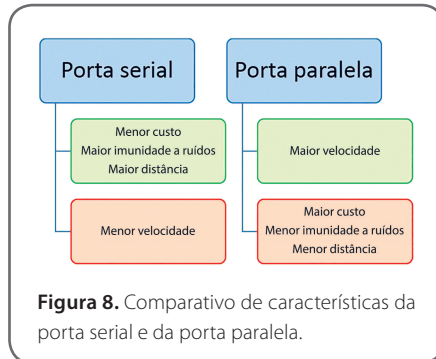 Porta serial
Menor custo
Maior imunidade a ruídos
Maior distância
Menor velocidade
Porta paralela
Maior velocidade
Maior custo
Menor imunidade a ruídos
Menor distância
Figura 8. Comparativo de características da
porta serial e da porta paralela.